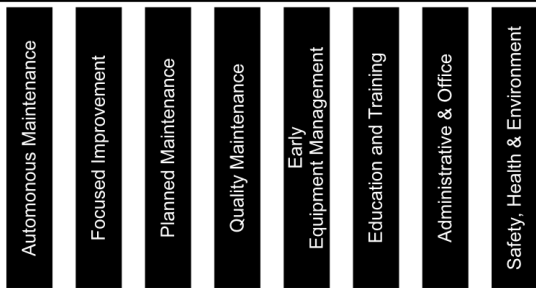 Automonous Maintenance
Focused Improvement
Planned Maintenance
Quality Maintenance
Early
Equipment Management
Education and Training
Administrative & Office
Safety, Health & Environment